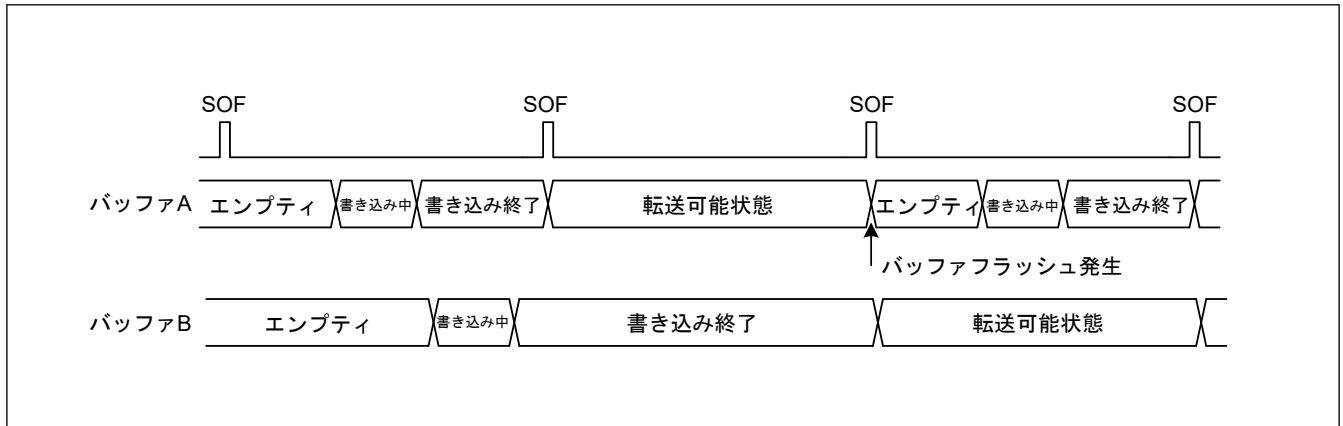 SOF SOF SOF SOF
バッファA エンプティ 書き込み中 書き込み終了 転送可能状態 エンプティ 書き込み中 書き込み終了
バッファフラッシュ発生
バッファB エンプティ 書き込み中 書き込み終了 転送可能状態